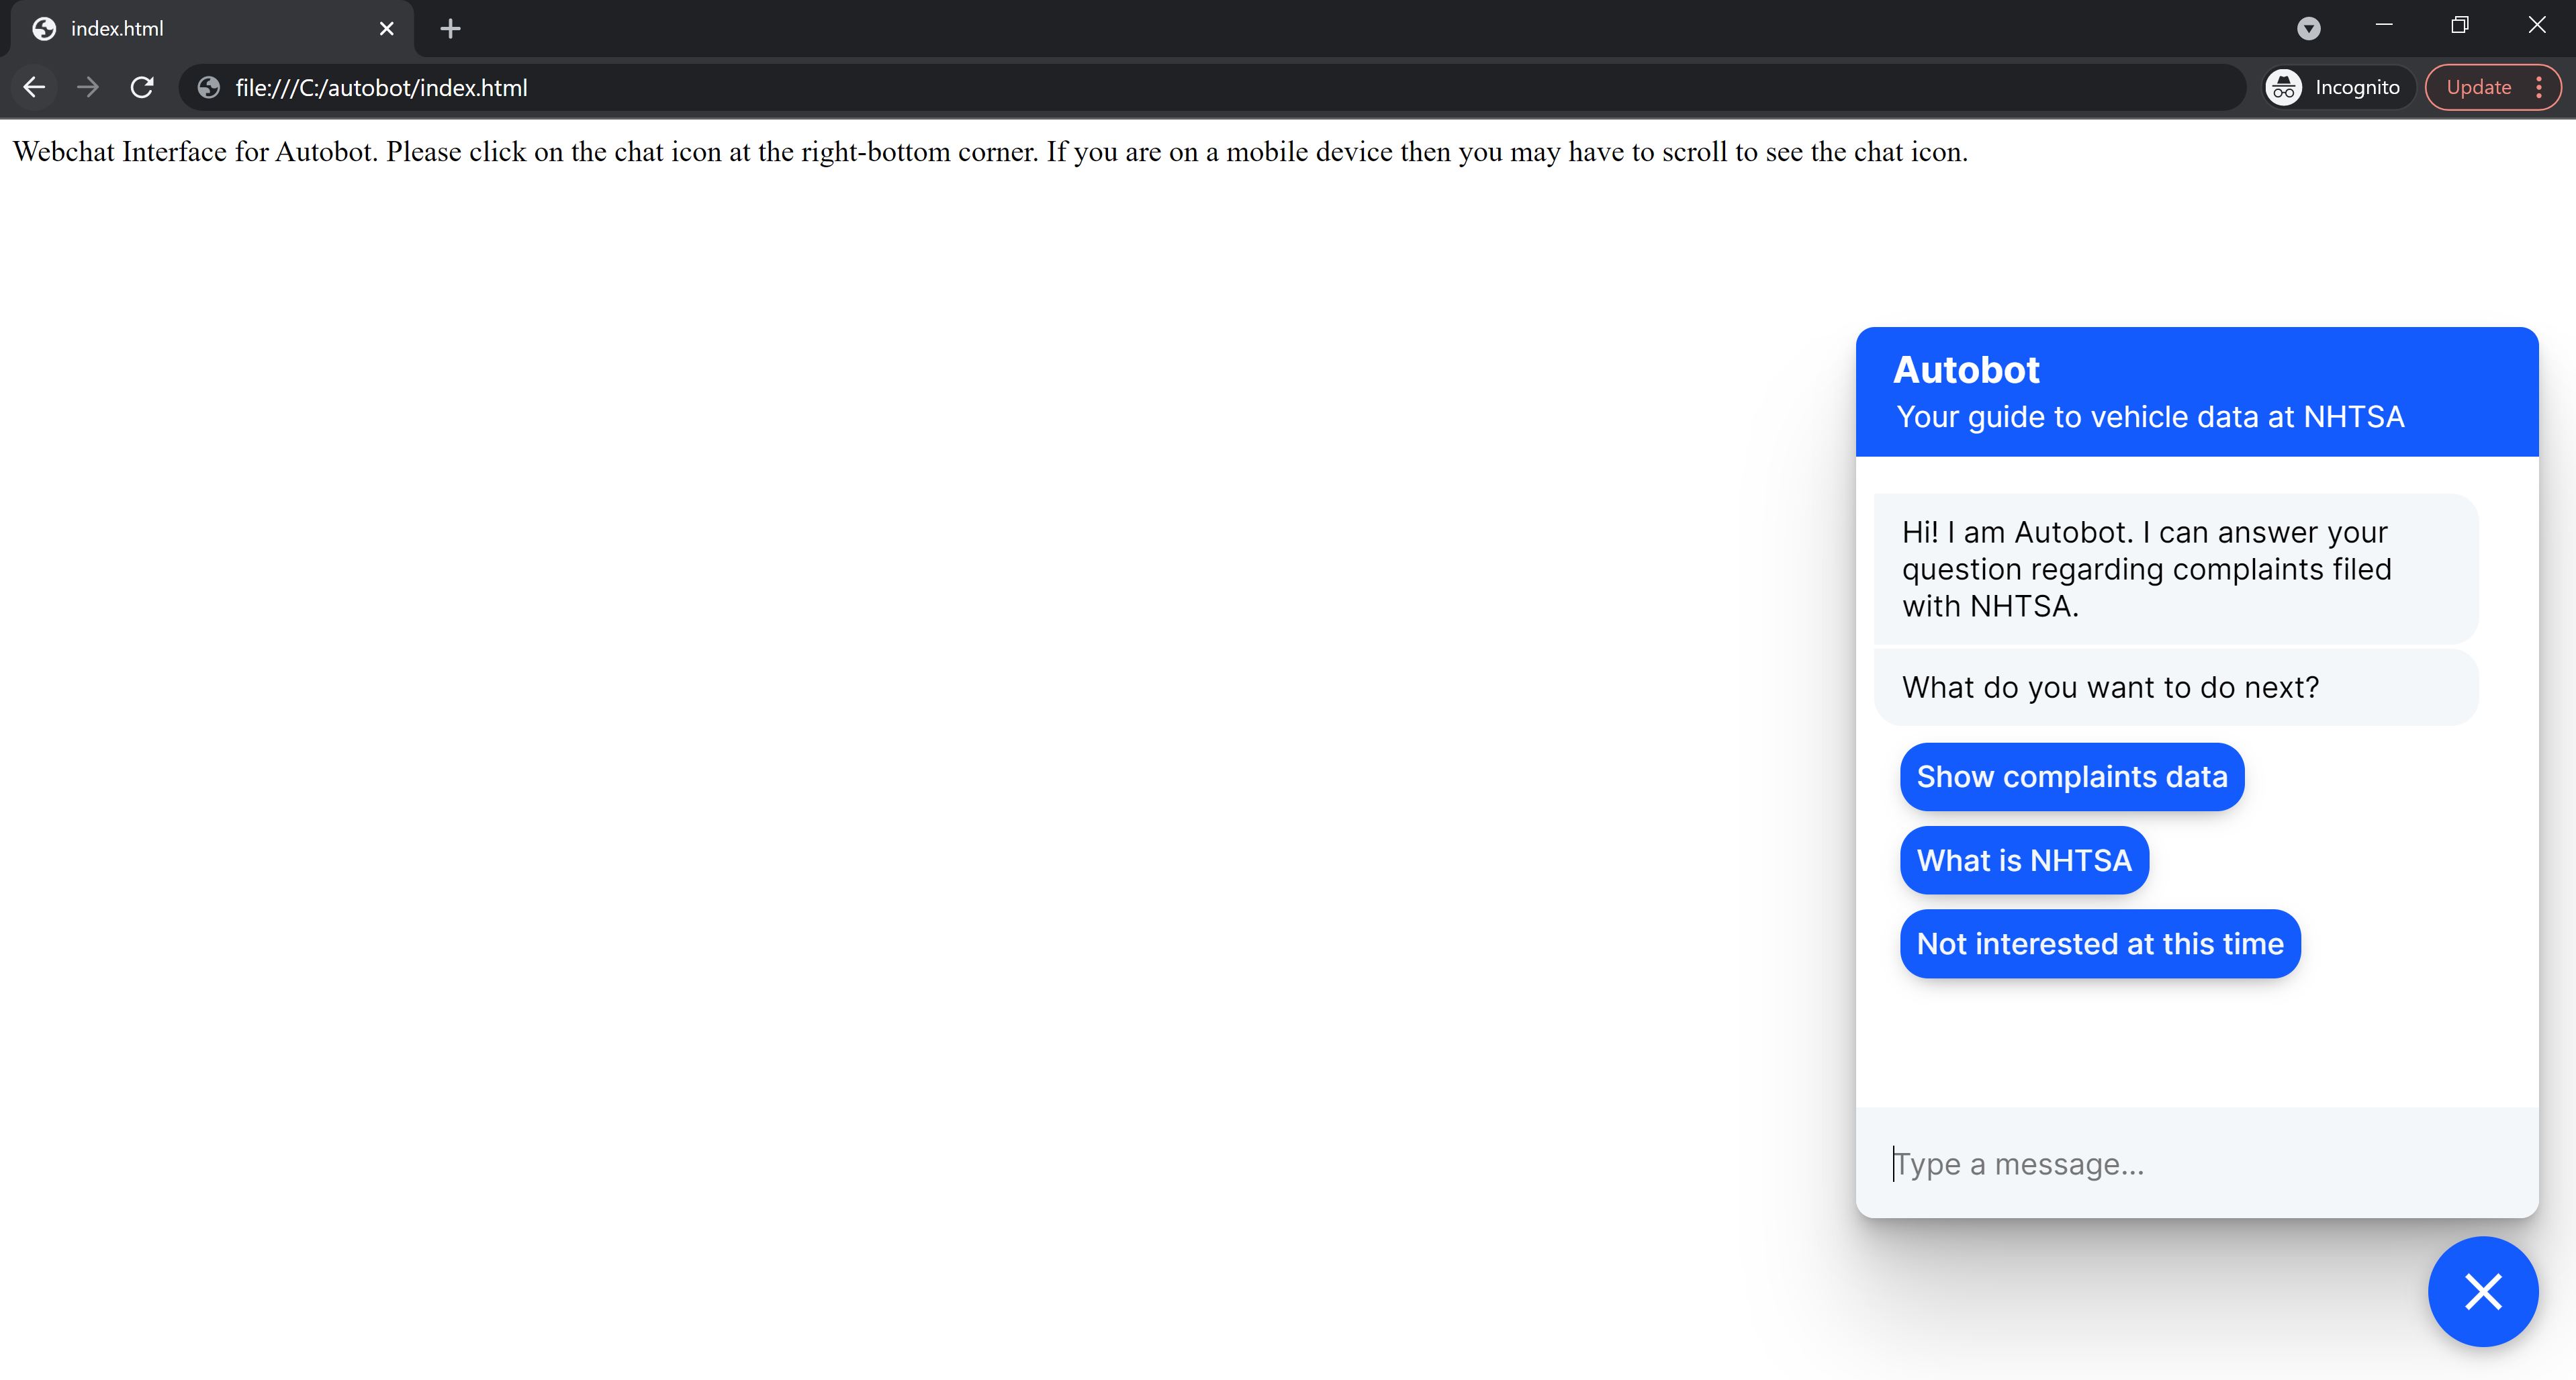 index.html
file:///C:/autobot/index.html
Incognito
Update
Webchat Interface for Autobot. Please click on the chat icon at the right-bottom corner. If you are on a mobile device then you may have to scroll to see the chat icon.
Autobot
Your guide to vehicle data at NHTSA
Hi! I am Autobot. I can answer your
question regarding complaints filed
with NHTSA.
What do you want to do next?
Show complaints data
What is NHTSA
Not interested at this time
Type a message...